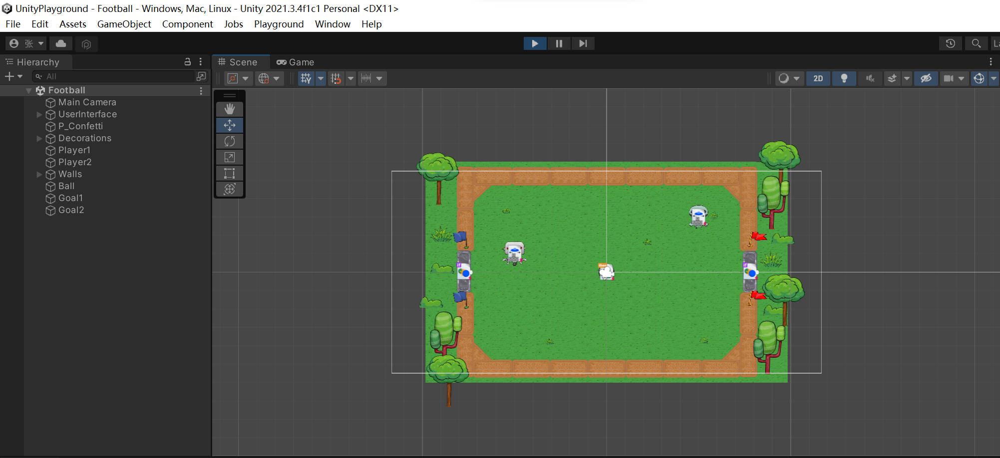 UnityPlayground - Football - Windows, Mac, Linux - Unity 2021.3.4f1c1 Personal <DX11>
File Edit Assets GameObject Component Jobs Playground Window Help
张
Hierarchy
Scene
Game
All
2D
Football
Main Camera
UserInterface
P_Confetti
Decorations
Player1
Player2
Walls
Ball
Goal1
Goal2
if
if